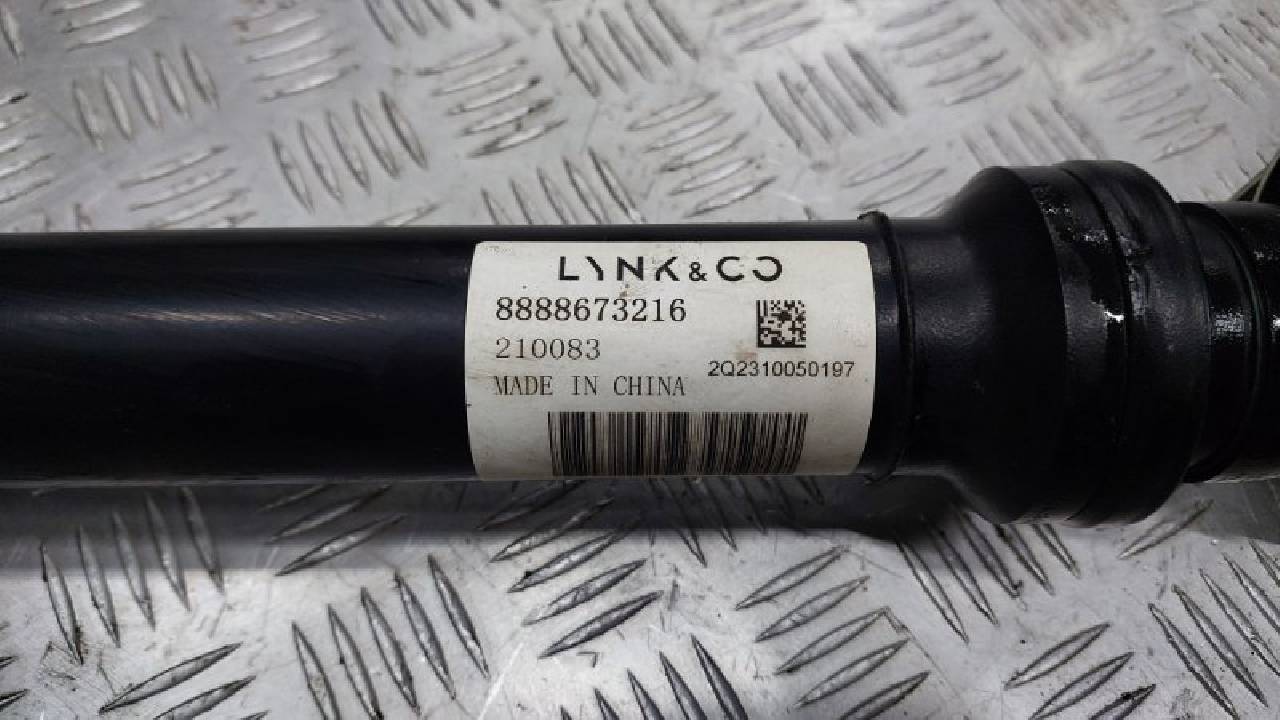 LYNK & CO
8888673216
210083
2Q2310050197
MADE IN CHINA